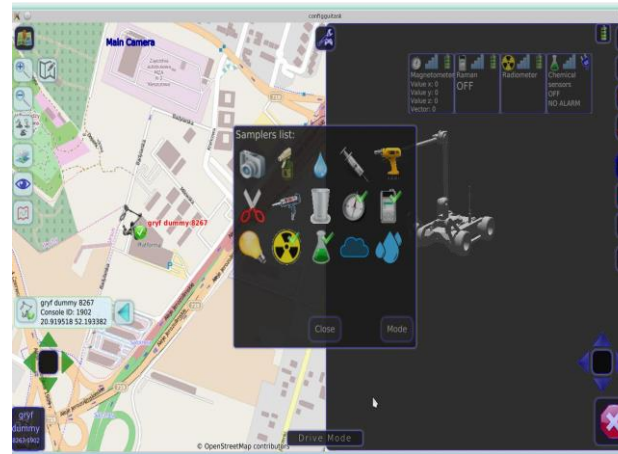 Main Camera
Magnetometer
Value x: 0
Value y: 0
Value z: 0
Vector: 0
Raman
OFF
Radiometer
Chemical
sensors
OFF
NO ALARM
Samplers list:
gryf dummy 8267
gryf dummy 8267
Console ID: 1902
20.919518 52.193382
Close
Mode
gryf
dummy
© OpenStreetMap contributors
Drive Mode